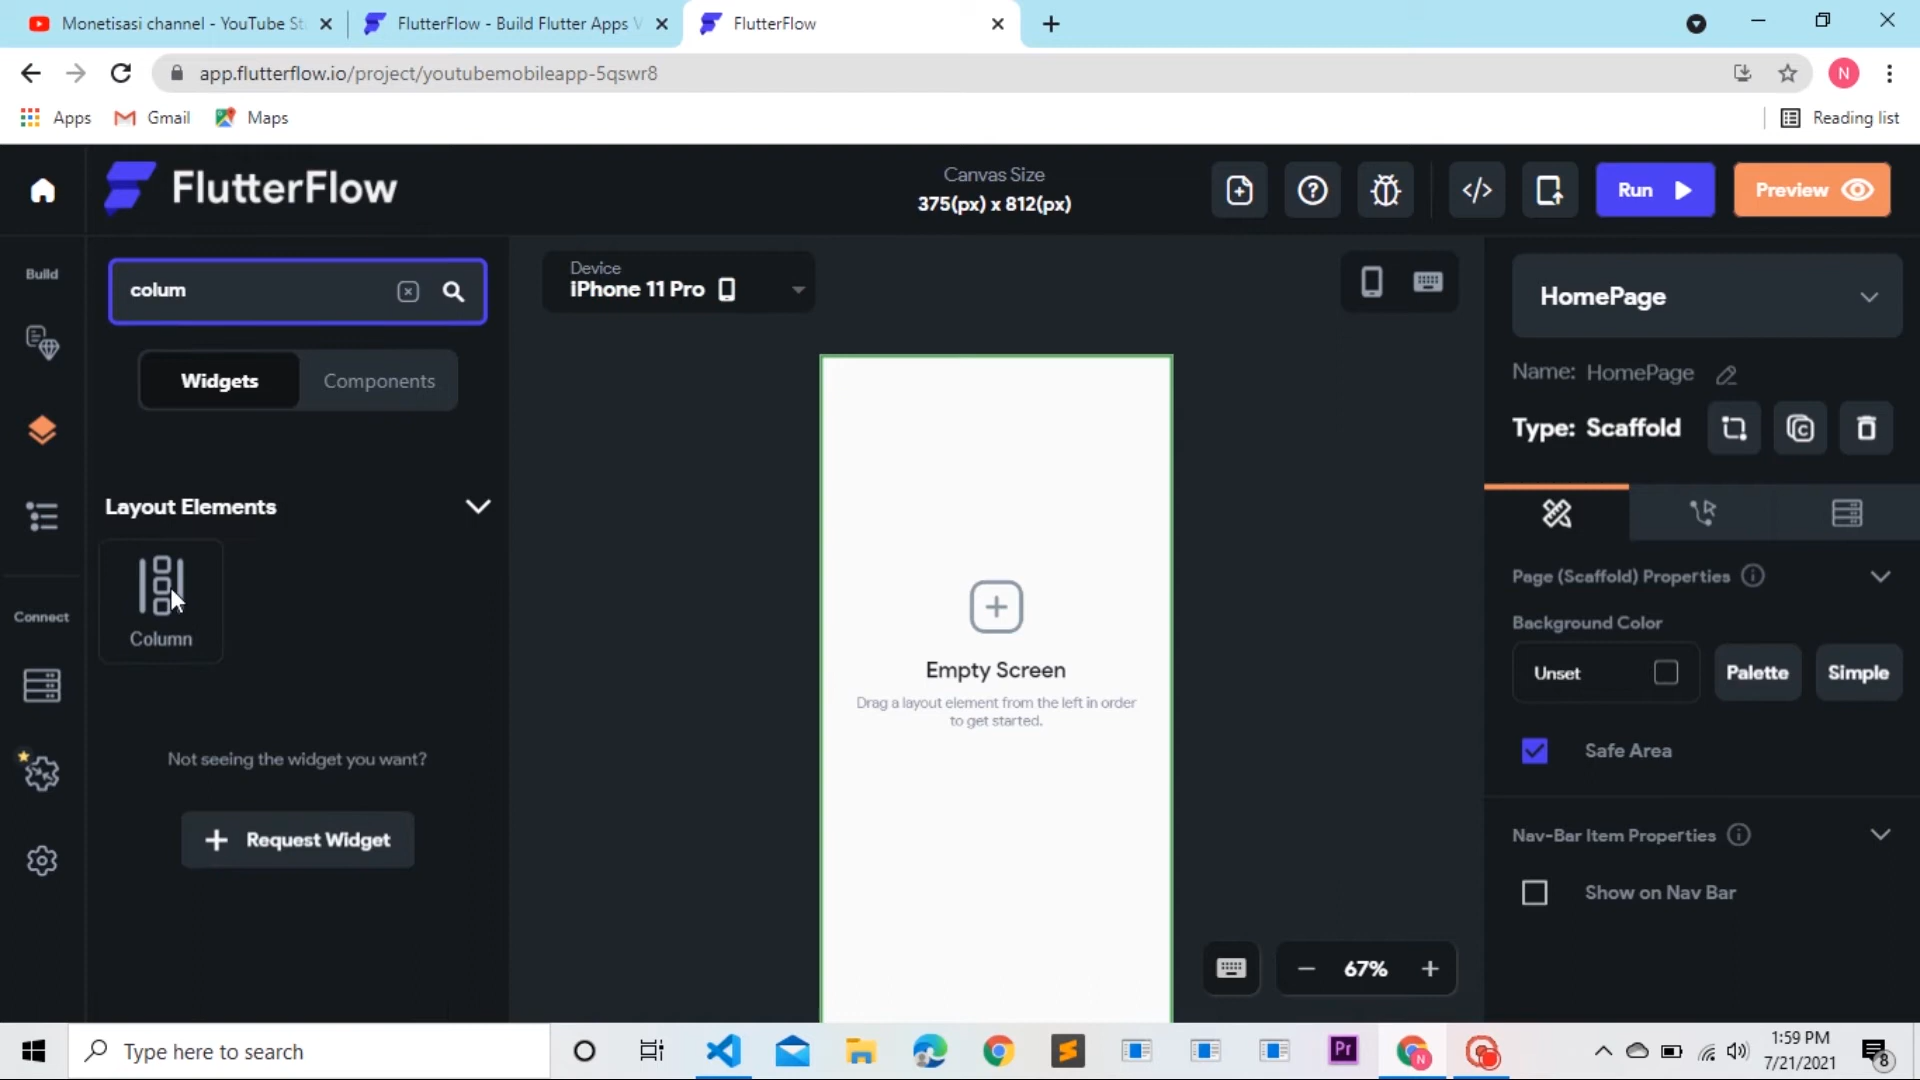 Monetisasi channel - YouTube St
FlutterFlow - Build Flutter Apps V
FlutterFlow
app.flutterflow.io/project/youtubemobileapp-5qswr8
N
Apps
Gmail
Maps
Reading list
FlutterFlow
Canvas Size
375(px) x 812(px)
Run
Preview
Build
colum
Device
iPhone 11 Pro
HomePage
Widgets
Components
Name: HomePage
Type: Scaffold
Layout Elements
Column
Page (Scaffold) Properties
Background Color
Unset
Palette
Simple
Connect
Empty Screen
Drag a layout element from the left in order
to get started.
Safe Area
Not seeing the widget you want?
Request Widget
Nav-Bar Item Properties
Show on Nav Bar
67%
Type here to search
Pr
N
1:59 PM
7/21/2021
8